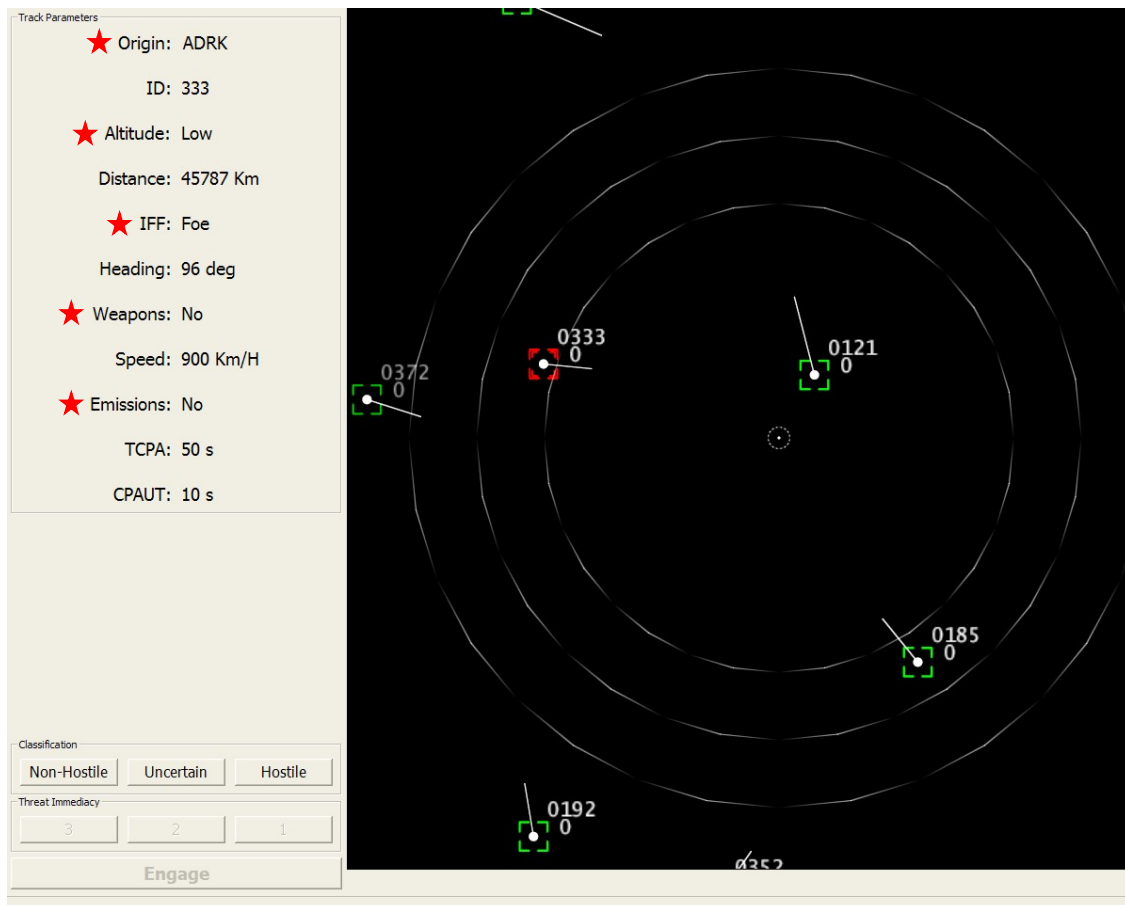 Track Parameters
Origin: ADRK
ID: 333
Altitude: Low
Distance: 45787 Km
IFF: Foe
Heading: 96 deg
Weapons: No
Speed: 900 Km/H
Emissions: No
TCPA: 50 s
CPAUT: 10 s
0333
0
0121
0
0372
0
0185
0
0192
0
0352
Classification
Non-Hostile Uncertain Hostile
Threat Immediacy
3 2 1
Engage